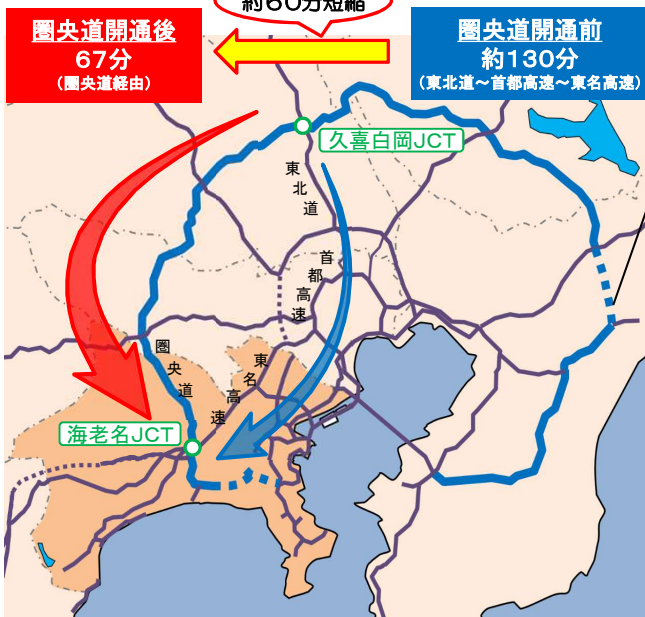 約60分短縮
圏央道開通後
67分
(圏央道経由)
圏央道開通前
約130分
(東北道～首都高速～東名高速)
久喜白岡JCT
東北道
首都高速
圏央道
東名高速
海老名JCT